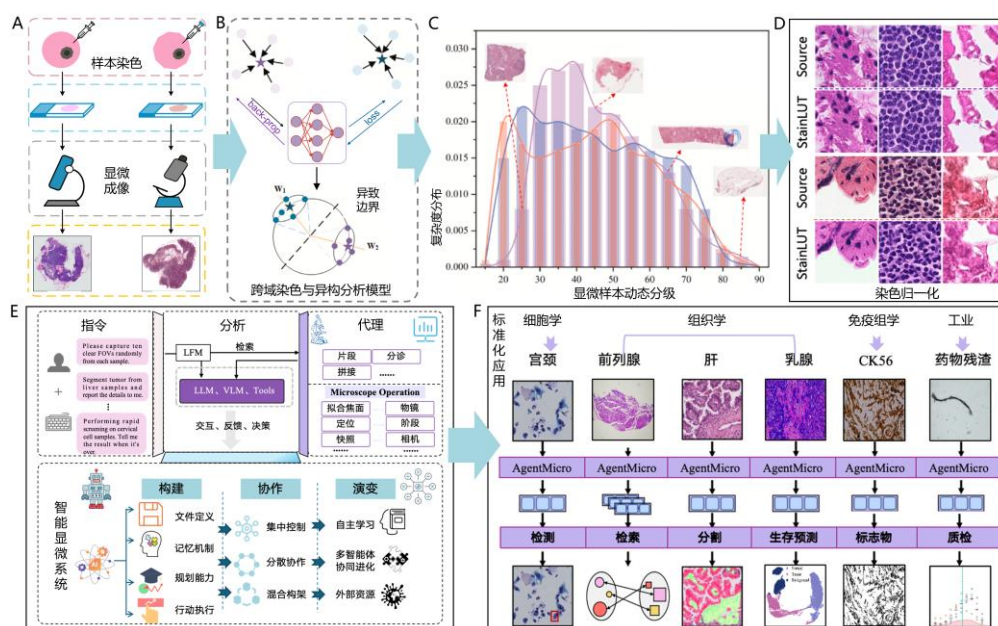 A
样本染色
显微
成像
B
back-prop
loss
W₁
异致
边界
W₂
跨域染色与异构分析模型
C
复杂度分布
0.030
0.025
0.020
0.015
0.010
0.005
0.000
20 30 40 50 60 70 80 90
显微样本动态分级
D
Source
StainLUT
Source
StainLUT
染色归一化
E
指令
分析
代理
Please capture ten
clear FOVs randomly
from each sample.
+
Segment tumor from
liver samples and
report the details to me.
⋮
Performing rapid
screening on cervical
cell samples. Tell me
the result when it's
over.
LFM
检索
LLM、VLM、Tools
交互、反馈、决策
片段 分诊
拼接 ……
Microscope Operation
拟合焦面 物镜
定位 阶段
快照 相机
…… ……
智能显微系统
构建 协作 演变
文件定义
记忆机制
规划能力
行动执行
集中控制
分散协作
混合构架
自主学习
多智能体
协同进化
外部资源
F
标准化应用
细胞学 组织学 免疫组学 工业
宫颈 前列腺 肝 乳腺 CK56 药物残渣
AgentMicro AgentMicro AgentMicro AgentMicro AgentMicro AgentMicro
检测 检素 分割 生存预测 标志物 质检